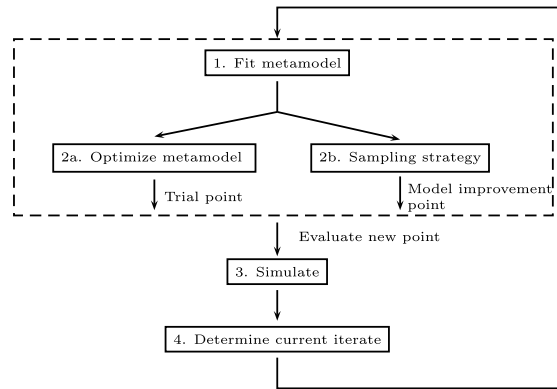 1. Fit metamodel
2a. Optimize metamodel
2b. Sampling strategy
Trial point
Model improvement
point
Evaluate new point
3. Simulate
4. Determine current iterate